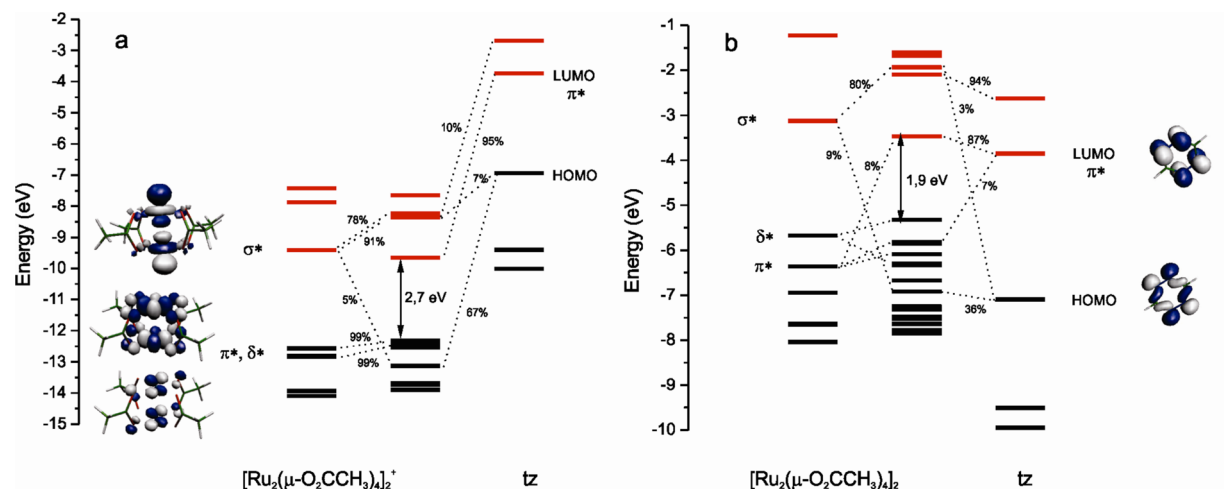 a
-2
-3
-4
-5
-6
-7
-8
-9
-10
-11
-12
-13
-14
-15
Energy (eV)
σ*
π*, δ*
78%
91%
5%
99%
99%
2,7 eV
10%
95%
7%
67%
LUMO
π*
HOMO
[Ru2(μ-O2CCH3)4]2+
tz
b
-1
-2
-3
-4
-5
-6
-7
-8
-9
-10
Energy (eV)
σ*
δ*
π*
80%
9%
8%
1,9 eV
94%
3%
87%
7%
36%
LUMO
π*
HOMO
[Ru2(μ-O2CCH3)4]2
tz